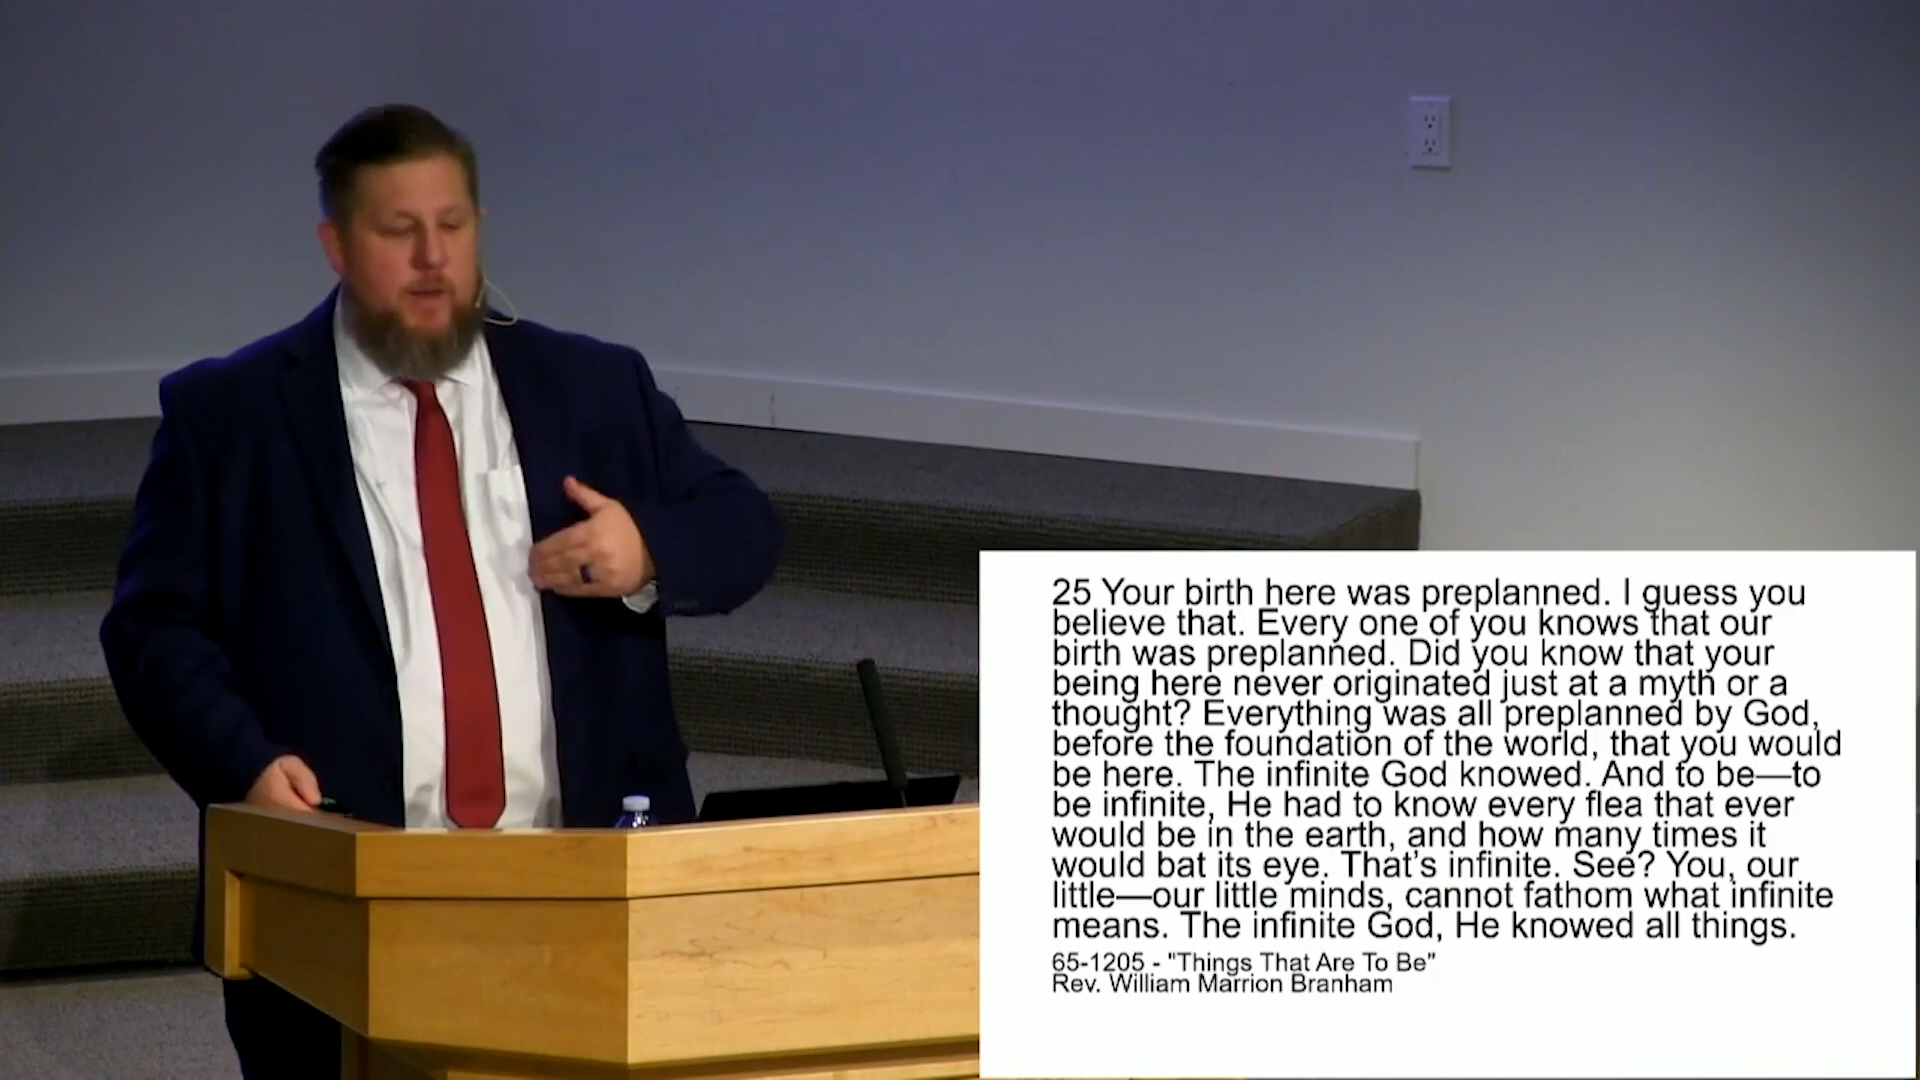 25 Your birth here was preplanned. I guess you
believe that. Every one of you knows that our
birth was preplanned. Did you know that your
being here never originated just at a myth or a
thought? Everything was all preplanned by God,
before the foundation of the world, that you would
be here. The infinite God knowed. And to be—to
be infinite, He had to know every flea that ever
would be in the earth, and how many times it
would bat its eye. That’s infinite. See? You, our
little—our little minds, cannot fathom what infinite
means. The infinite God, He knowed all things.
65-1205 - "Things That Are To Be"
Rev. William Marrion Branham